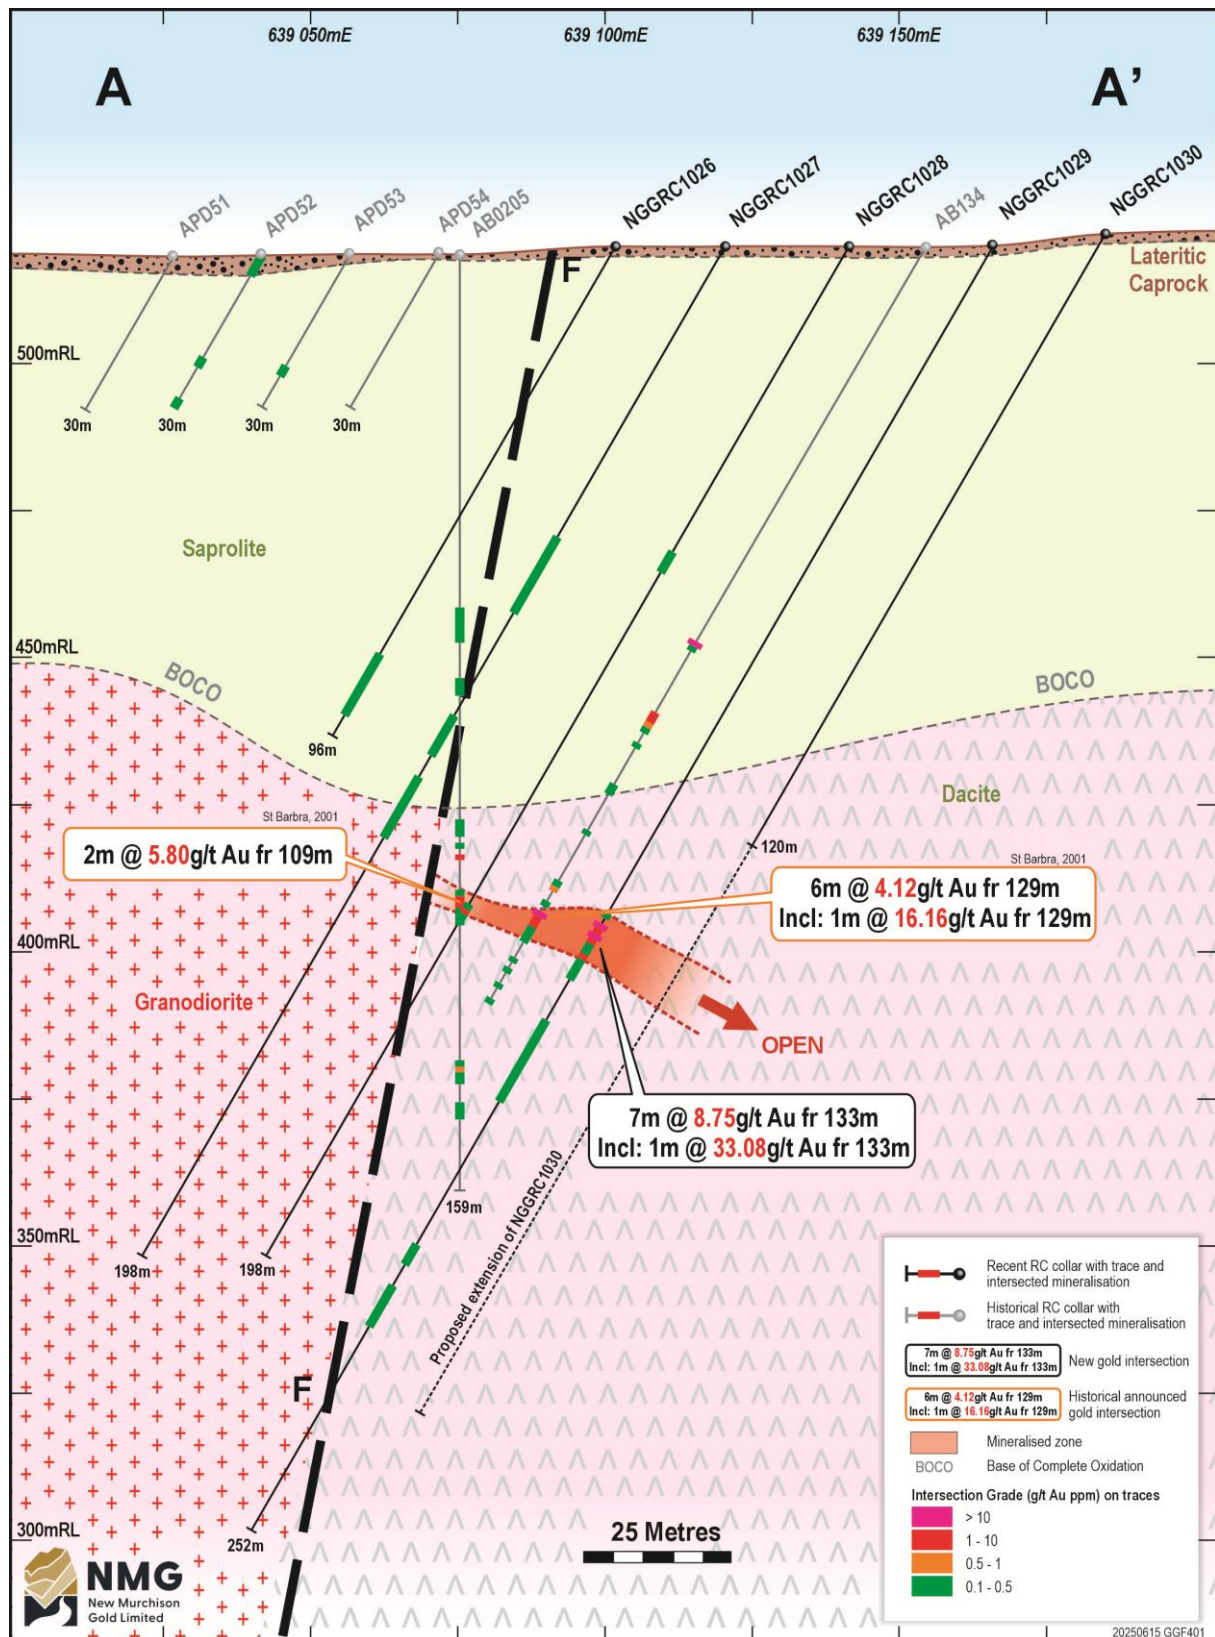 639 050mE
639 100mE
639 150mE
A
A'
APD51
APD52
APD53
APD54
AB0205
NGGRC1026
NGGRC1027
NGGRC1028
AB134
NGGRC1029
NGGRC1030
F
Lateritic
Caprock
500mRL
30m
30m
30m
30m
Saprolite
450mRL
BOCO
BOCO
96m
Dacite
St Barbra, 2001
2m @ 5.80g/t Au fr 109m
120m
St Barbra, 2001
6m @ 4.12g/t Au fr 129m
Incl: 1m @ 16.16g/t Au fr 129m
400mRL
Granodiorite
OPEN
7m @ 8.75g/t Au fr 133m
Incl: 1m @ 33.08g/t Au fr 133m
159m
Proposed extension of NGGRC1030
350mRL
198m
198m
F
300mRL
252m
25 Metres
NMG
New Murchison
Gold Limited
Recent RC collar with trace and
intersected mineralisation
Historical RC collar with
trace and intersected mineralisation
7m @ 8.75g/t Au fr 133m
Incl: 1m @ 33.08g/t Au fr 133m
New gold intersection
6m @ 4.12g/t Au fr 129m
Incl: 1m @ 16.16g/t Au fr 129m
Historical announced
gold intersection
Mineralised zone
BOCO
Base of Complete Oxidation
Intersection Grade (g/t Au ppm) on traces
> 10
1 - 10
0.5 - 1
0.1 - 0.5
20250615 GGF401